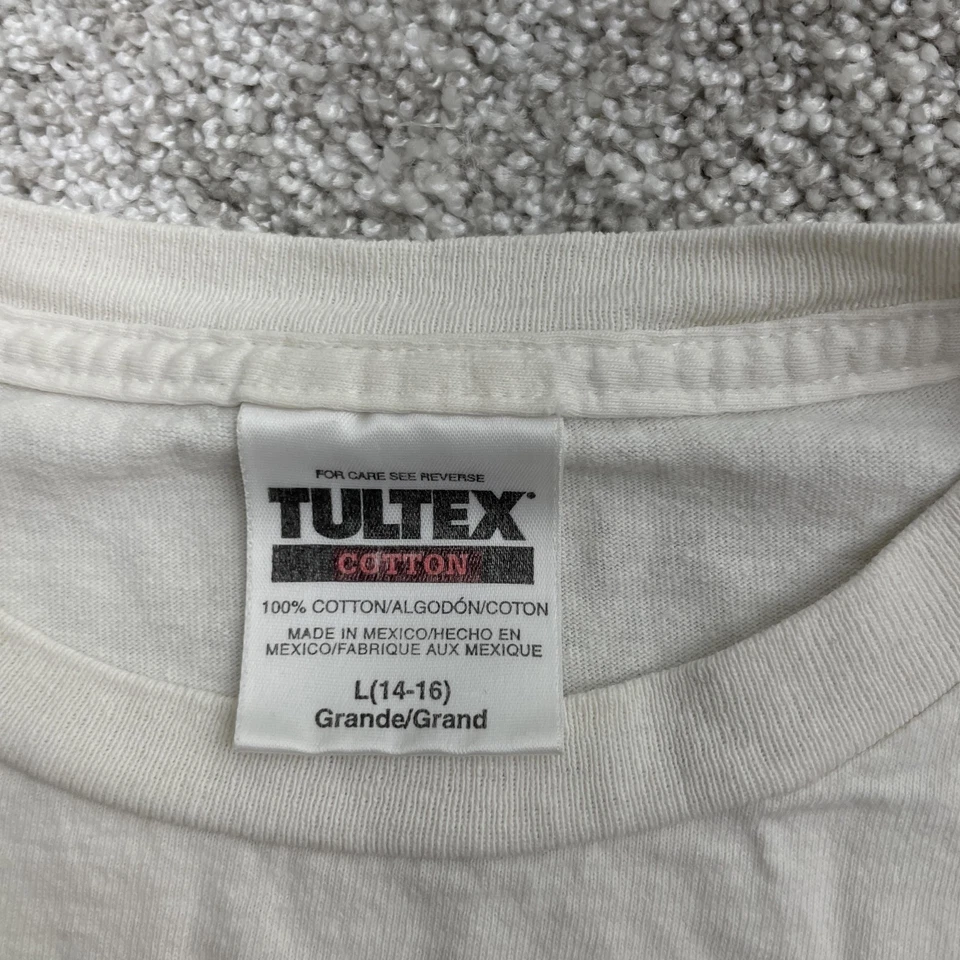 FOR CARE SEE REVERSE
TULTEX
COTTON
100% COTTON/ALGODÓN/COTON
MADE IN MEXICO/HECHO EN
MEXICO/FABRIQUE AUX MEXIQUE
L(14-16)
Grande/Grand